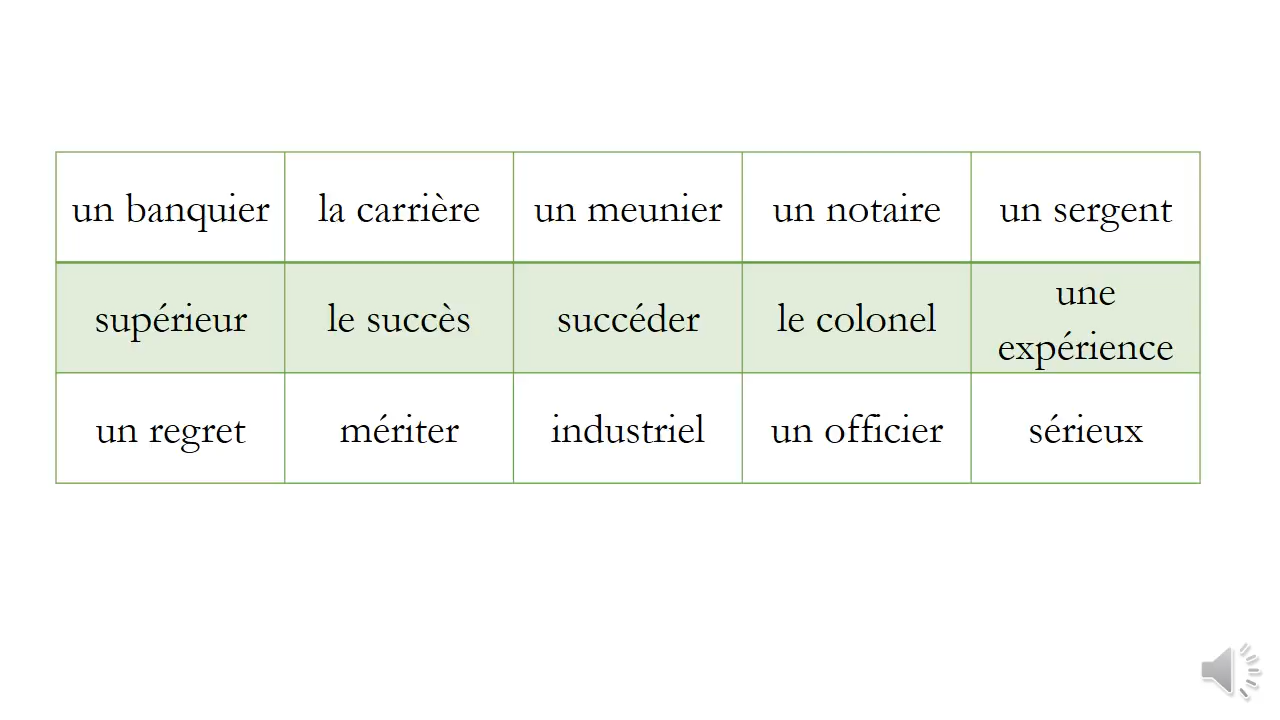 un banquier
la carrière
un meunier
un notaire
un sergent
supérieur
le succès
succéder
le colonel
une
expérience
un regret
mériter
industriel
un officier
sérieux